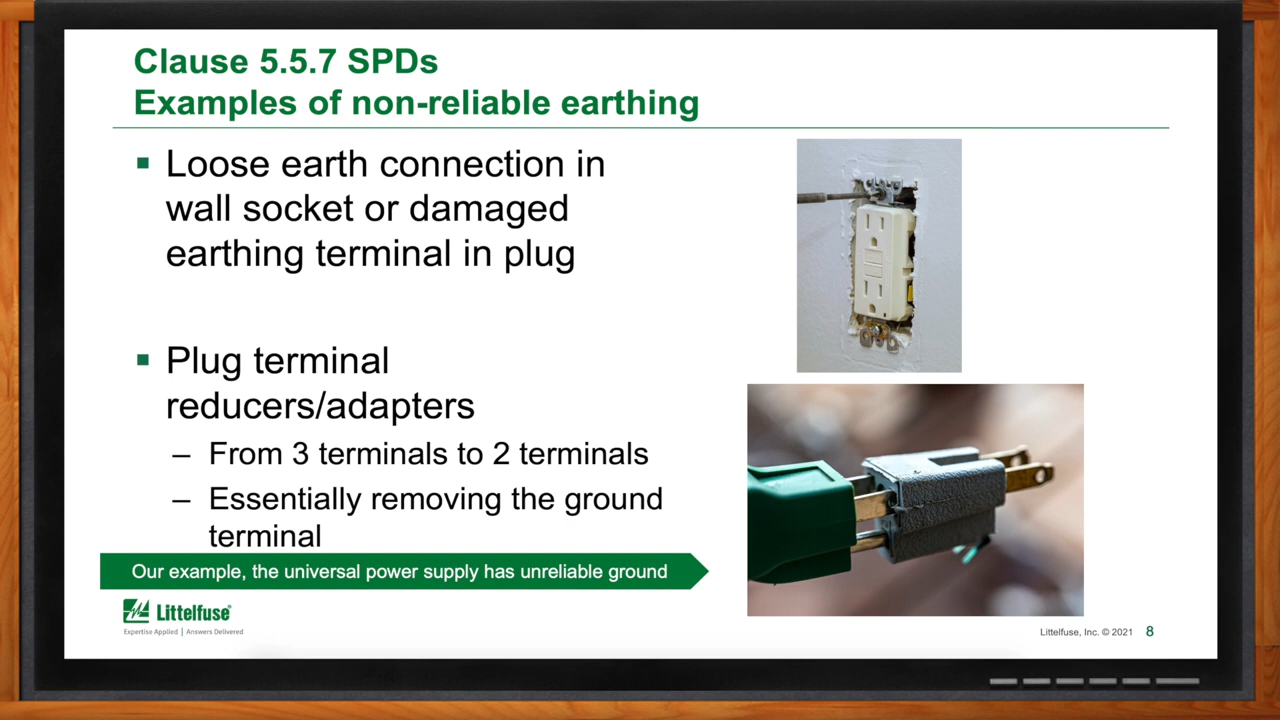 Clause 5.5.7 SPDs
Examples of non-reliable earthing
▪ Loose earth connection in
wall socket or damaged
earthing terminal in plug
▪ Plug terminal
reducers/adapters
– From 3 terminals to 2 terminals
– Essentially removing the ground
terminal
Our example, the universal power supply has unreliable ground
Littelfuse®
Expertise Applied | Answers Delivered
Littelfuse, Inc. © 2021 8